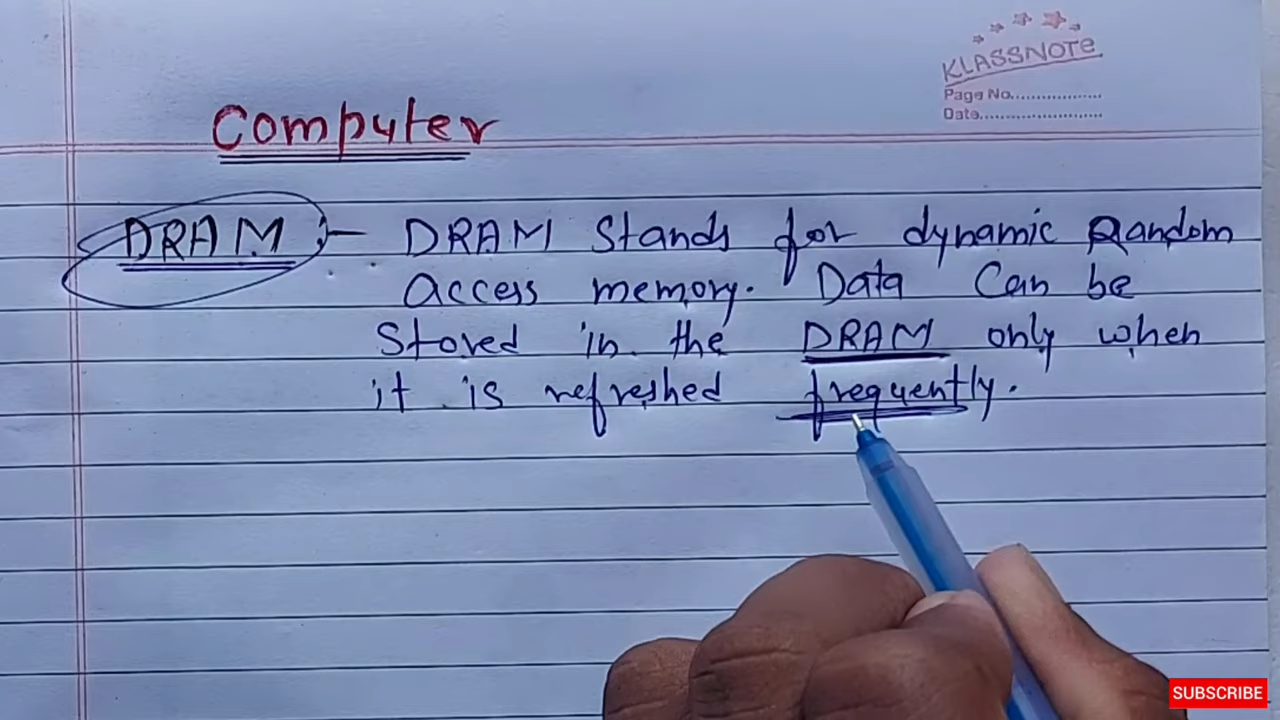 KLASSNOTE
Page No..................
Date.......................
Computer
DRAM :- DRAM Stands for dynamic Random
Access memory. Data Can be
Stored in the DRAM only when
it is refreshed frequently.
SUBSCRIBE